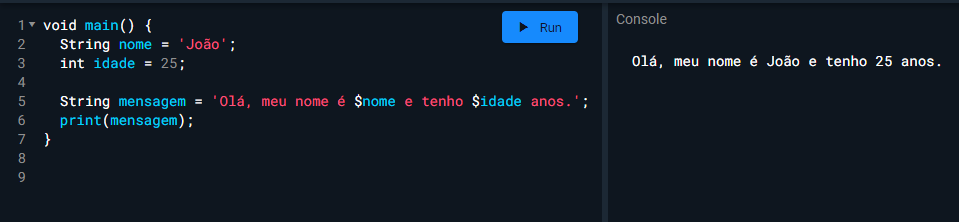 1 void main() {
2 String nome = 'João';
3 int idade = 25;
4
5 String mensagem = 'Olá, meu nome é $nome e tenho $idade anos.';
6 print(mensagem);
7 }
8
9
Run
Console
Olá, meu nome é João e tenho 25 anos.